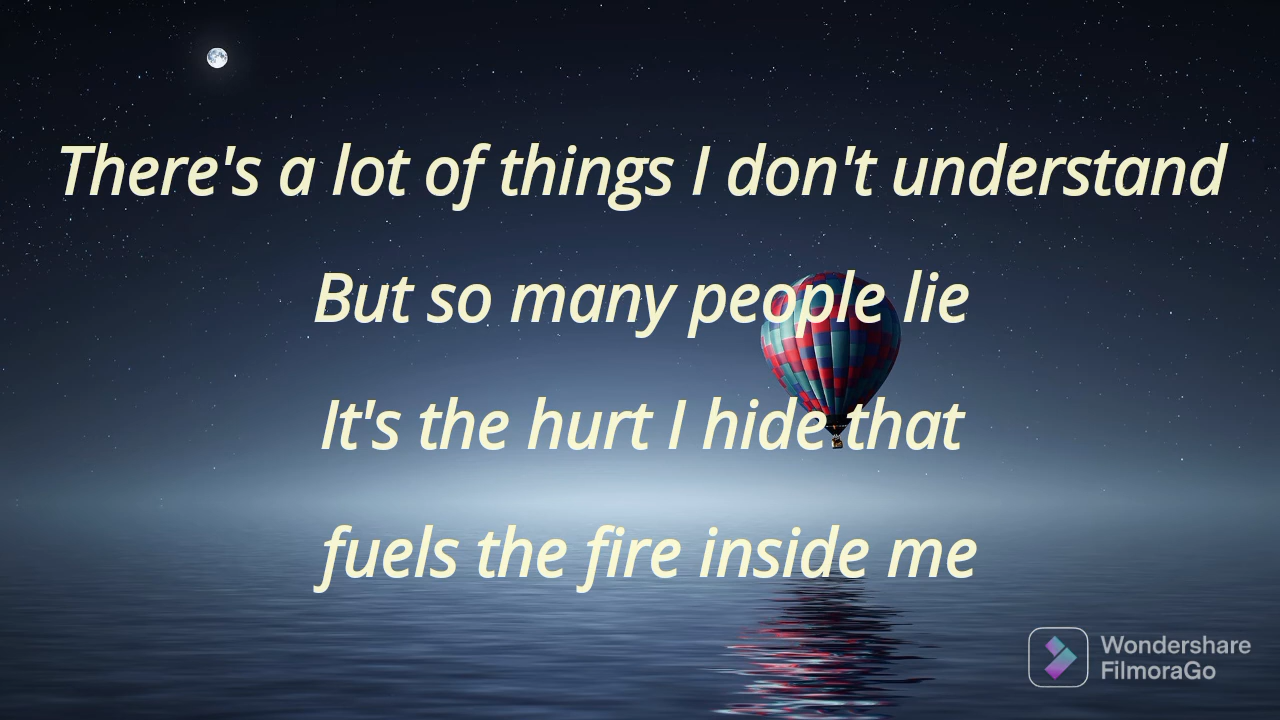 There's a lot of things I don't understand
But so many people lie
It's the hurt I hide that
fuels the fire inside me
Wondershare
FilmoraGo